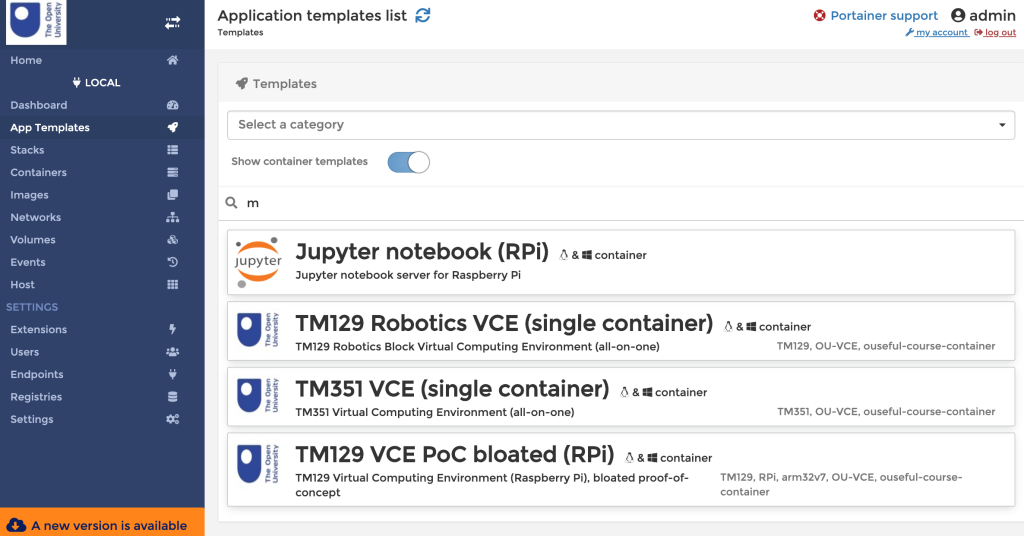 The Open
University
Application templates list
Templates
Portainer support
admin
my account
log out
Home
LOCAL
Dashboard
App Templates
Stacks
Containers
Images
Networks
Volumes
Events
Host
SETTINGS
Extensions
Users
Endpoints
Registries
Settings
A new version is available
Templates
Select a category
Show container templates
m
jupyter
Jupyter notebook (RPi)
& container
Jupyter notebook server for Raspberry Pi
The Open
University
TM129 Robotics VCE (single container)
& container
TM129 Robotics Block Virtual Computing Environment (all-on-one)
TM129, OU-VCE, ouseful-course-container
The Open
University
TM351 VCE (single container)
& container
TM351 Virtual Computing Environment (all-on-one)
TM351, OU-VCE, ouseful-course-container
The Open
University
TM129 VCE PoC bloated (RPi)
& container
TM129 Virtual Computing Environment (Raspberry Pi), bloated proof-of-
concept
TM129, RPi, arm32v7, OU-VCE, ouseful-course-
container